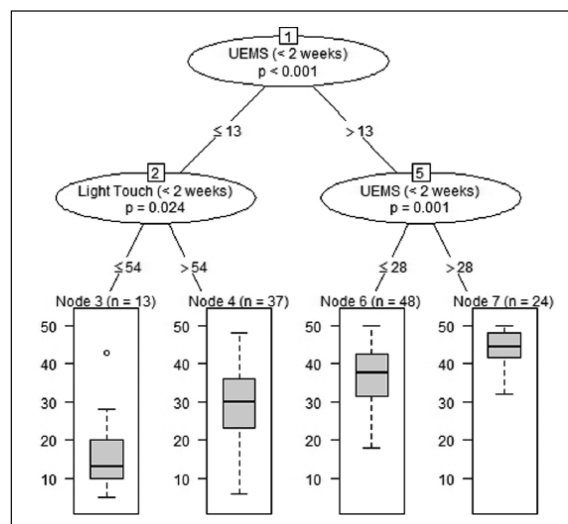 1
UEMS (< 2 weeks)
p < 0.001
≤ 13
> 13
2
Light Touch (< 2 weeks)
p = 0.024
5
UEMS (< 2 weeks)
p = 0.001
≤54
> 54
≤ 28
> 28
Node 3 (n = 13)
Node 4 (n = 37)
Node 6 (n = 48)
Node 7 (n = 24)
50
40
30
20
10
50
40
30
20
10
50
40
30
20
10
50
40
30
20
10